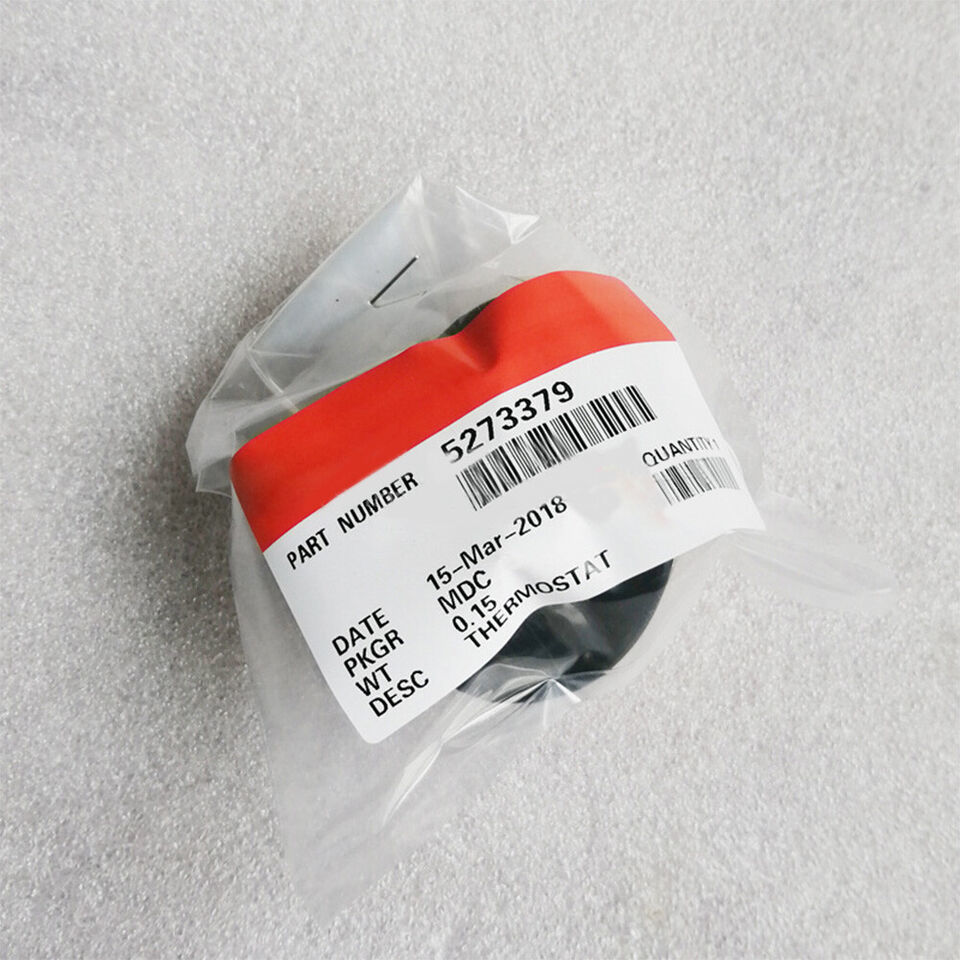 PART NUMBER 5273379
QUANTITY 1
DATE 15-Mar-2018
PKGR MDC
WT 0.15
DESC THERMOSTAT